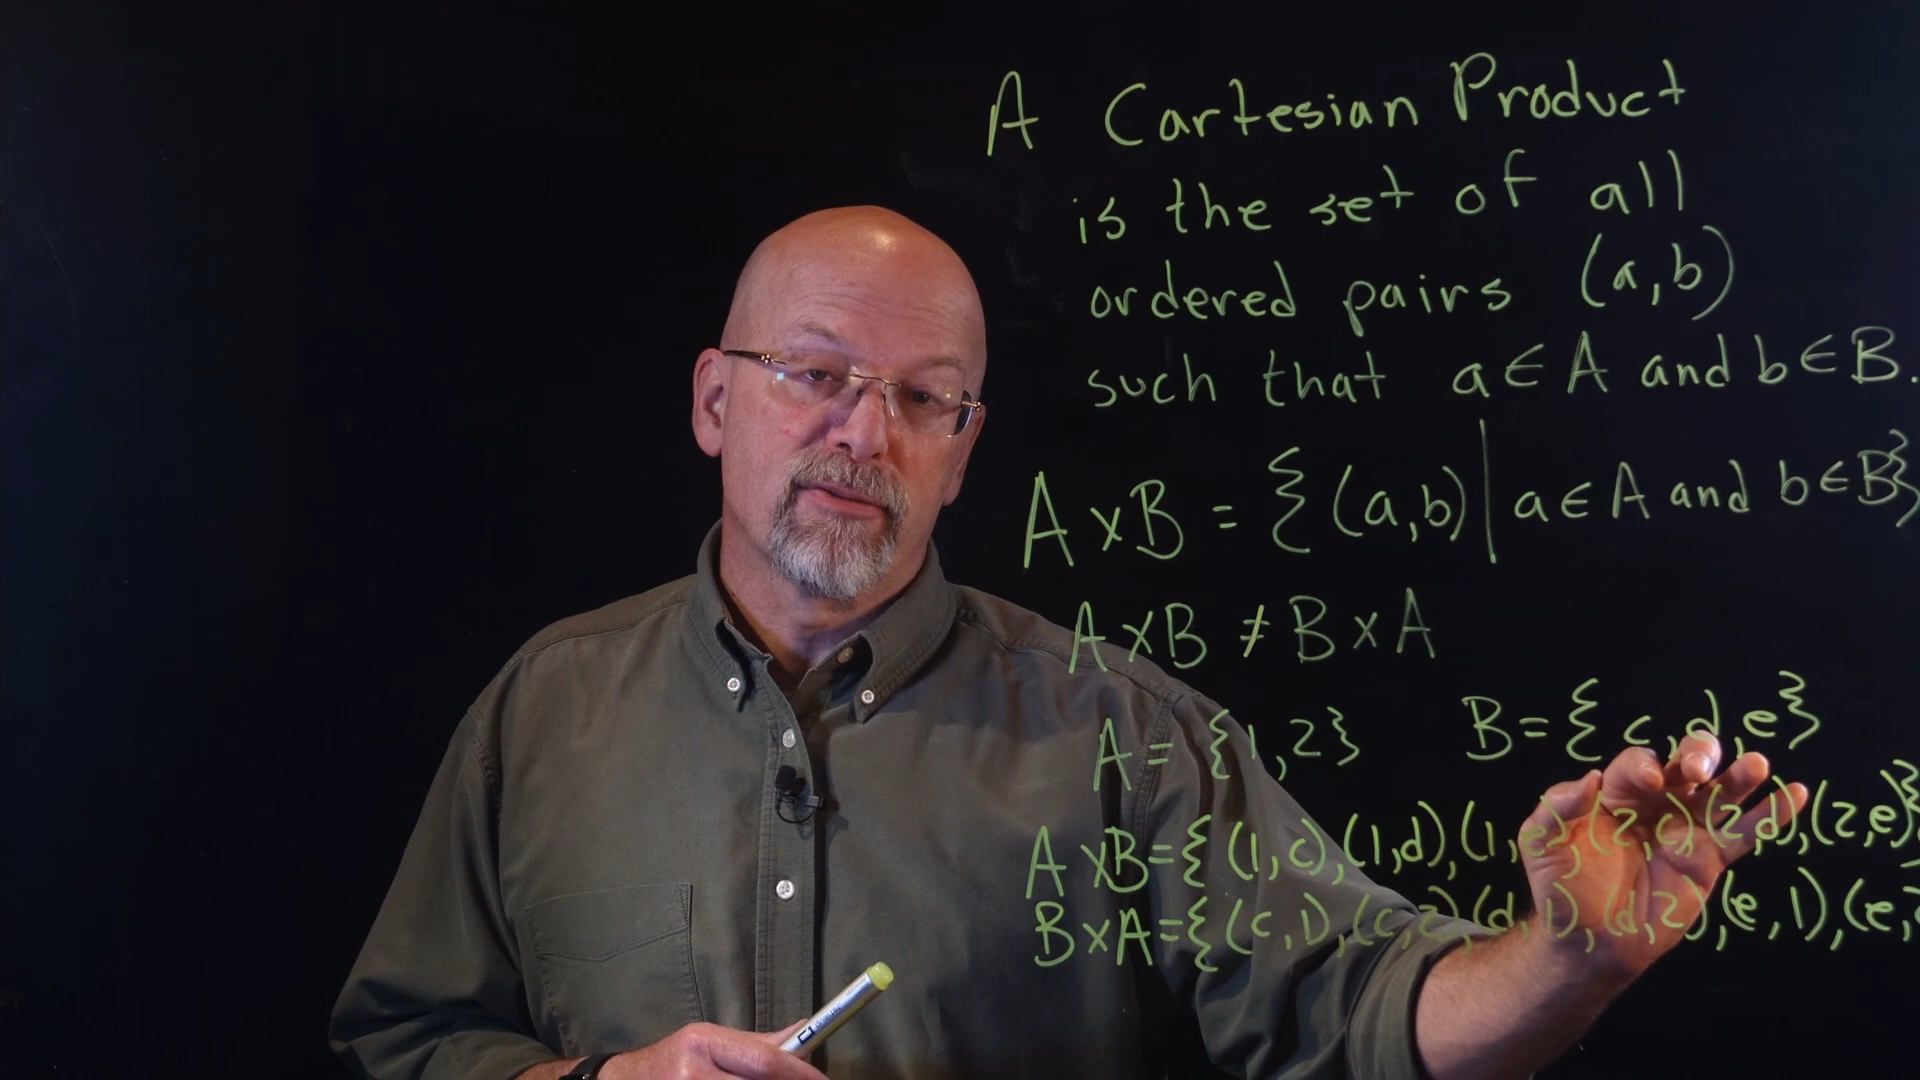 A Cartesian Product
is the set of all
ordered pairs (a,b)
such that a∈A and b∈B.
A×B = {(a,b)| a∈A and b∈B}
A×B ≠ B×A
A={1,2} B={c,d,e}
A×B={(1,c),(1,d),(1,e),(2,c),(2,d),(2,e)}
B×A={(c,1),(c,2),(d,1),(d,2),(e,1),(e,